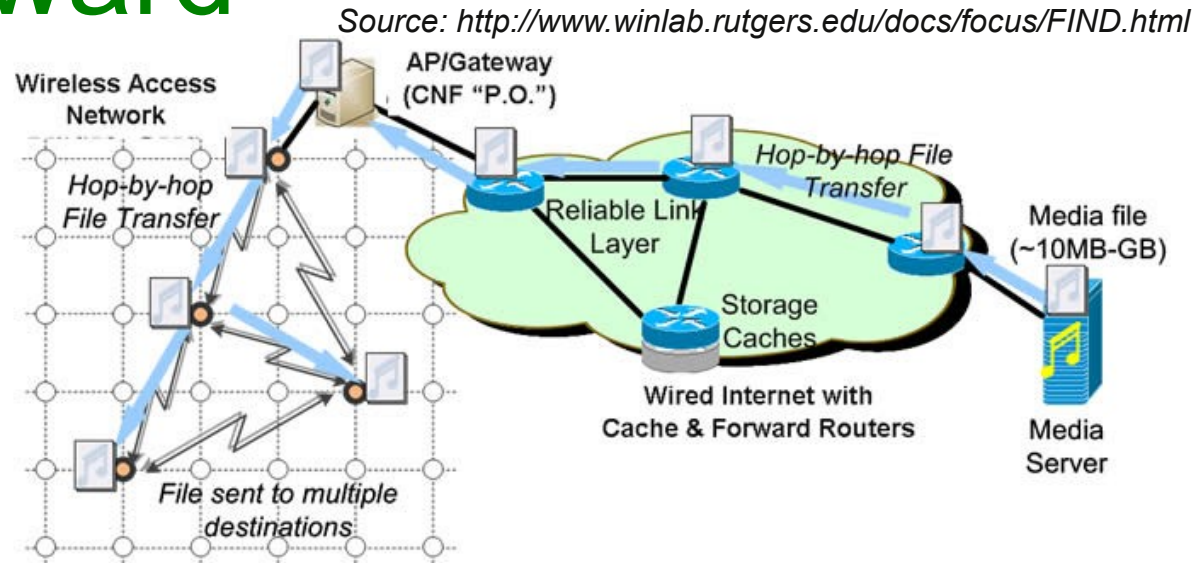 Source: http://www.winlab.rutgers.edu/docs/focus/FIND.html
Wireless Access
Network
AP/Gateway
(CNF “P.O.”)
Hop-by-hop
File Transfer
Hop-by-hop File
Transfer
Reliable Link
Layer
Storage
Caches
Media file
(~10MB-GB)
Wired Internet with
Cache & Forward Routers
Media
Server
File sent to multiple
destinations